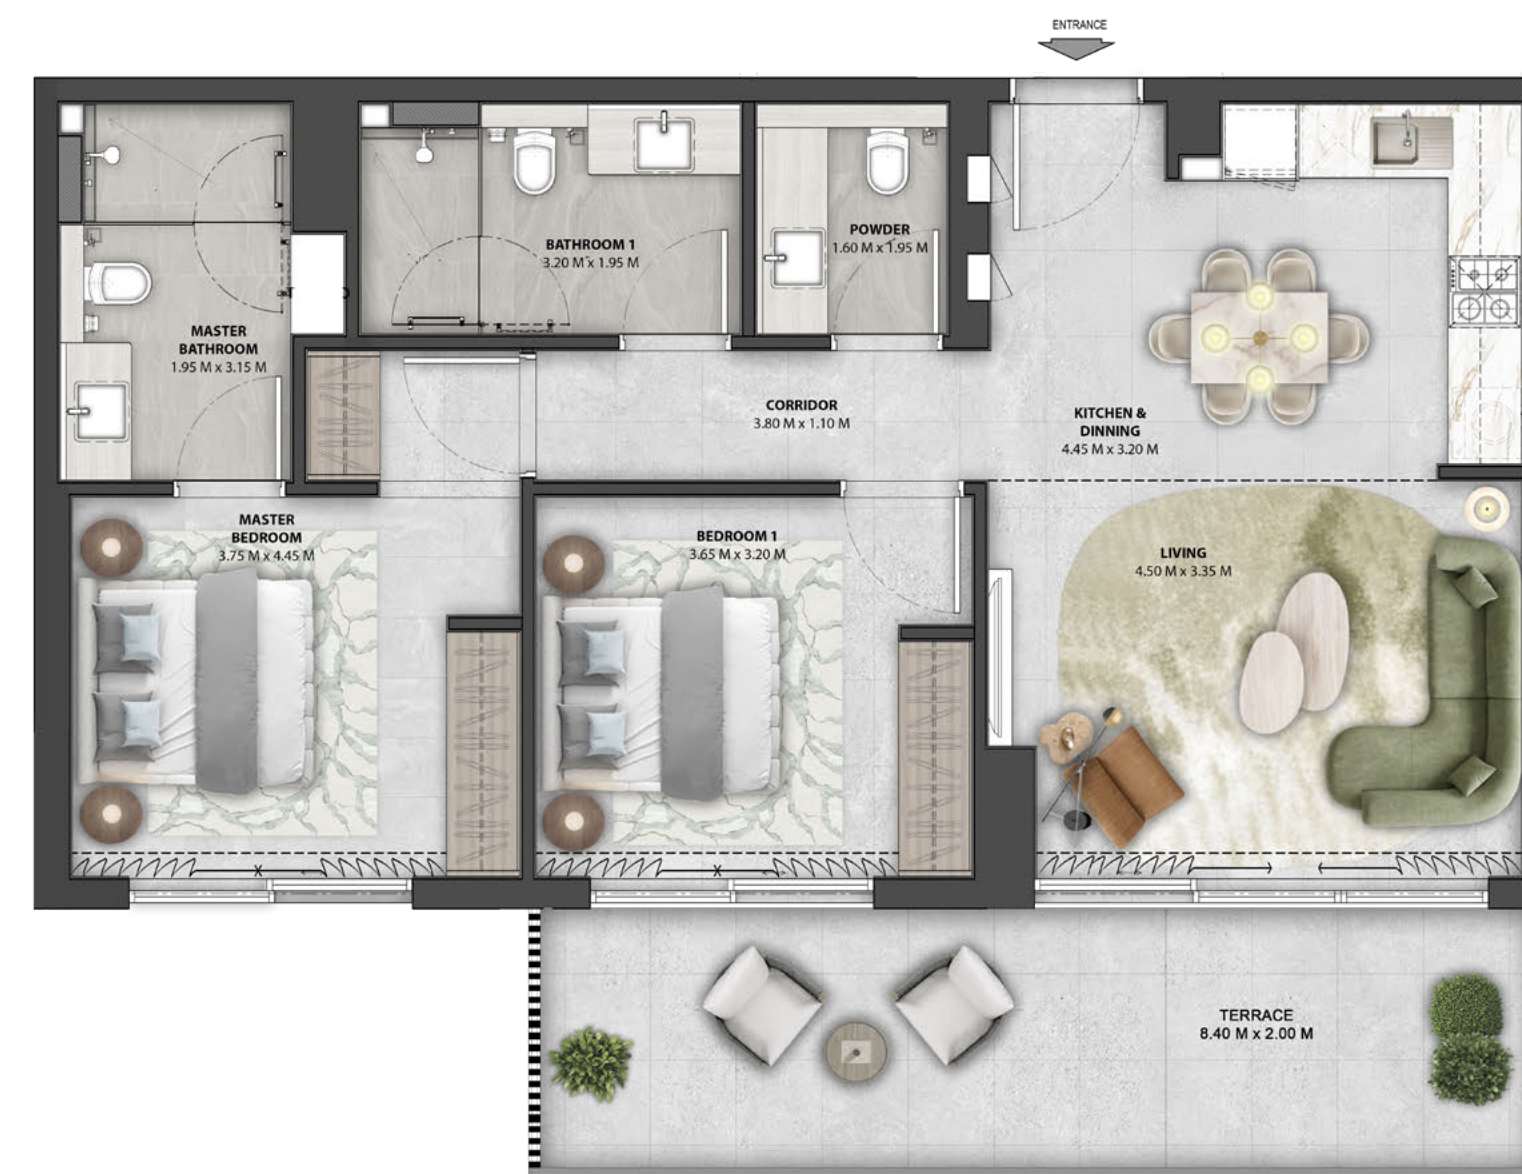 ENTRANCE
BATHROOM 1
3.20 M x 1.95 M
POWDER
1.60 M x 1.95 M
MASTER
BATHROOM
1.95 M x 3.15 M
CORRIDOR
3.80 M x 1.10 M
KITCHEN &
DINNING
4.45 M x 3.20 M
MASTER
BEDROOM
3.75 M x 4.45 M
BEDROOM 1
3.65 M x 3.20 M
LIVING
4.50 M x 3.35 M
TERRACE
8.40 M x 2.00 M